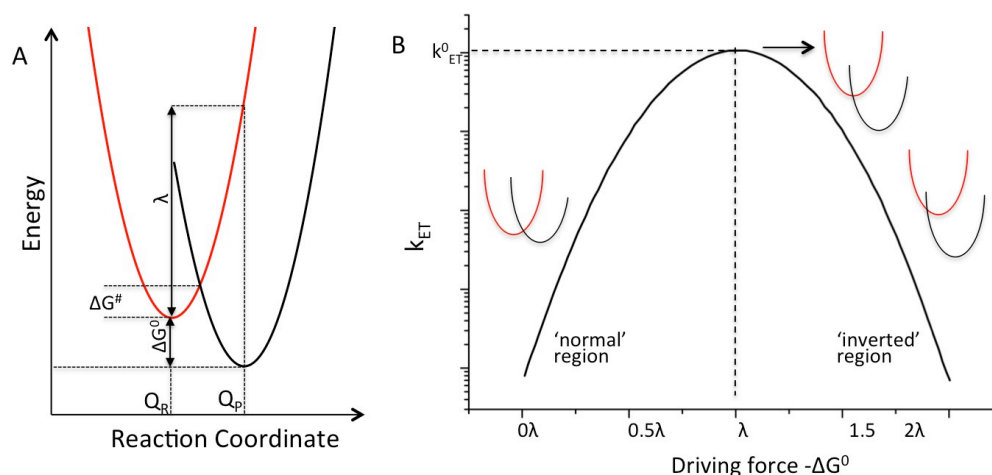 A
Energy
λ
ΔG#
ΔG0
QR
QP
Reaction Coordinate
B
k0ET
kET
'normal'
region
'inverted'
region
0λ
0.5λ
λ
1.5
2λ
Driving force -ΔG0